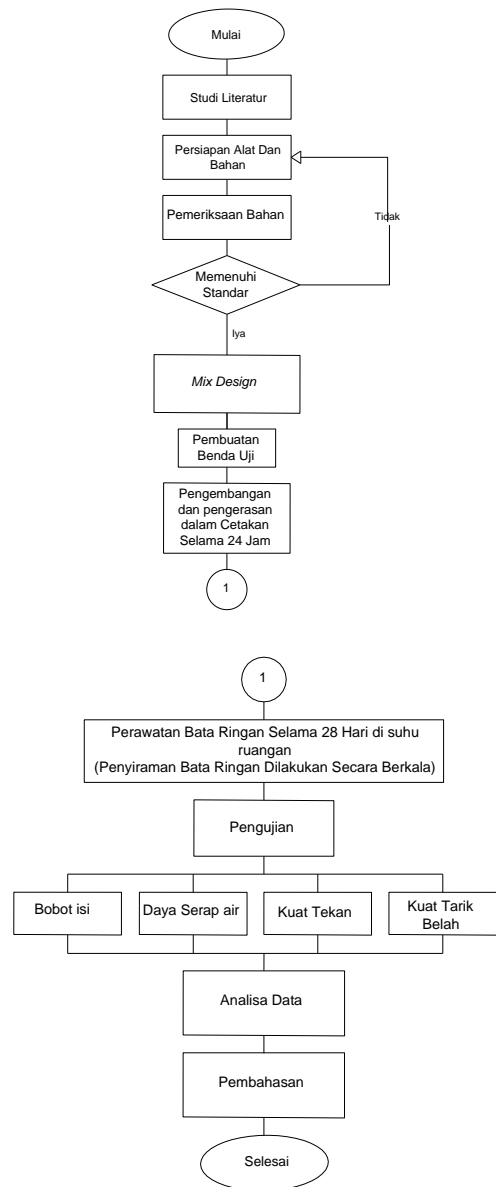 Mulai
Studi Literatur
Persiapan Alat Dan
Bahan
Pemeriksaan Bahan
Tidak
Memenuhi
Standar
Iya
Mix Design
Pembuatan
Benda Uji
Pengembangan
dan pengerasan
dalam Cetakan
Selama 24 Jam
1
1
Perawatan Bata Ringan Selama 28 Hari di suhu
ruangan
(Penyiraman Bata Ringan Dilakukan Secara Berkala)
Pengujian
Bobot isi
Daya Serap air
Kuat Tekan
Kuat Tarik
Belah
Analisa Data
Pembahasan
Selesai